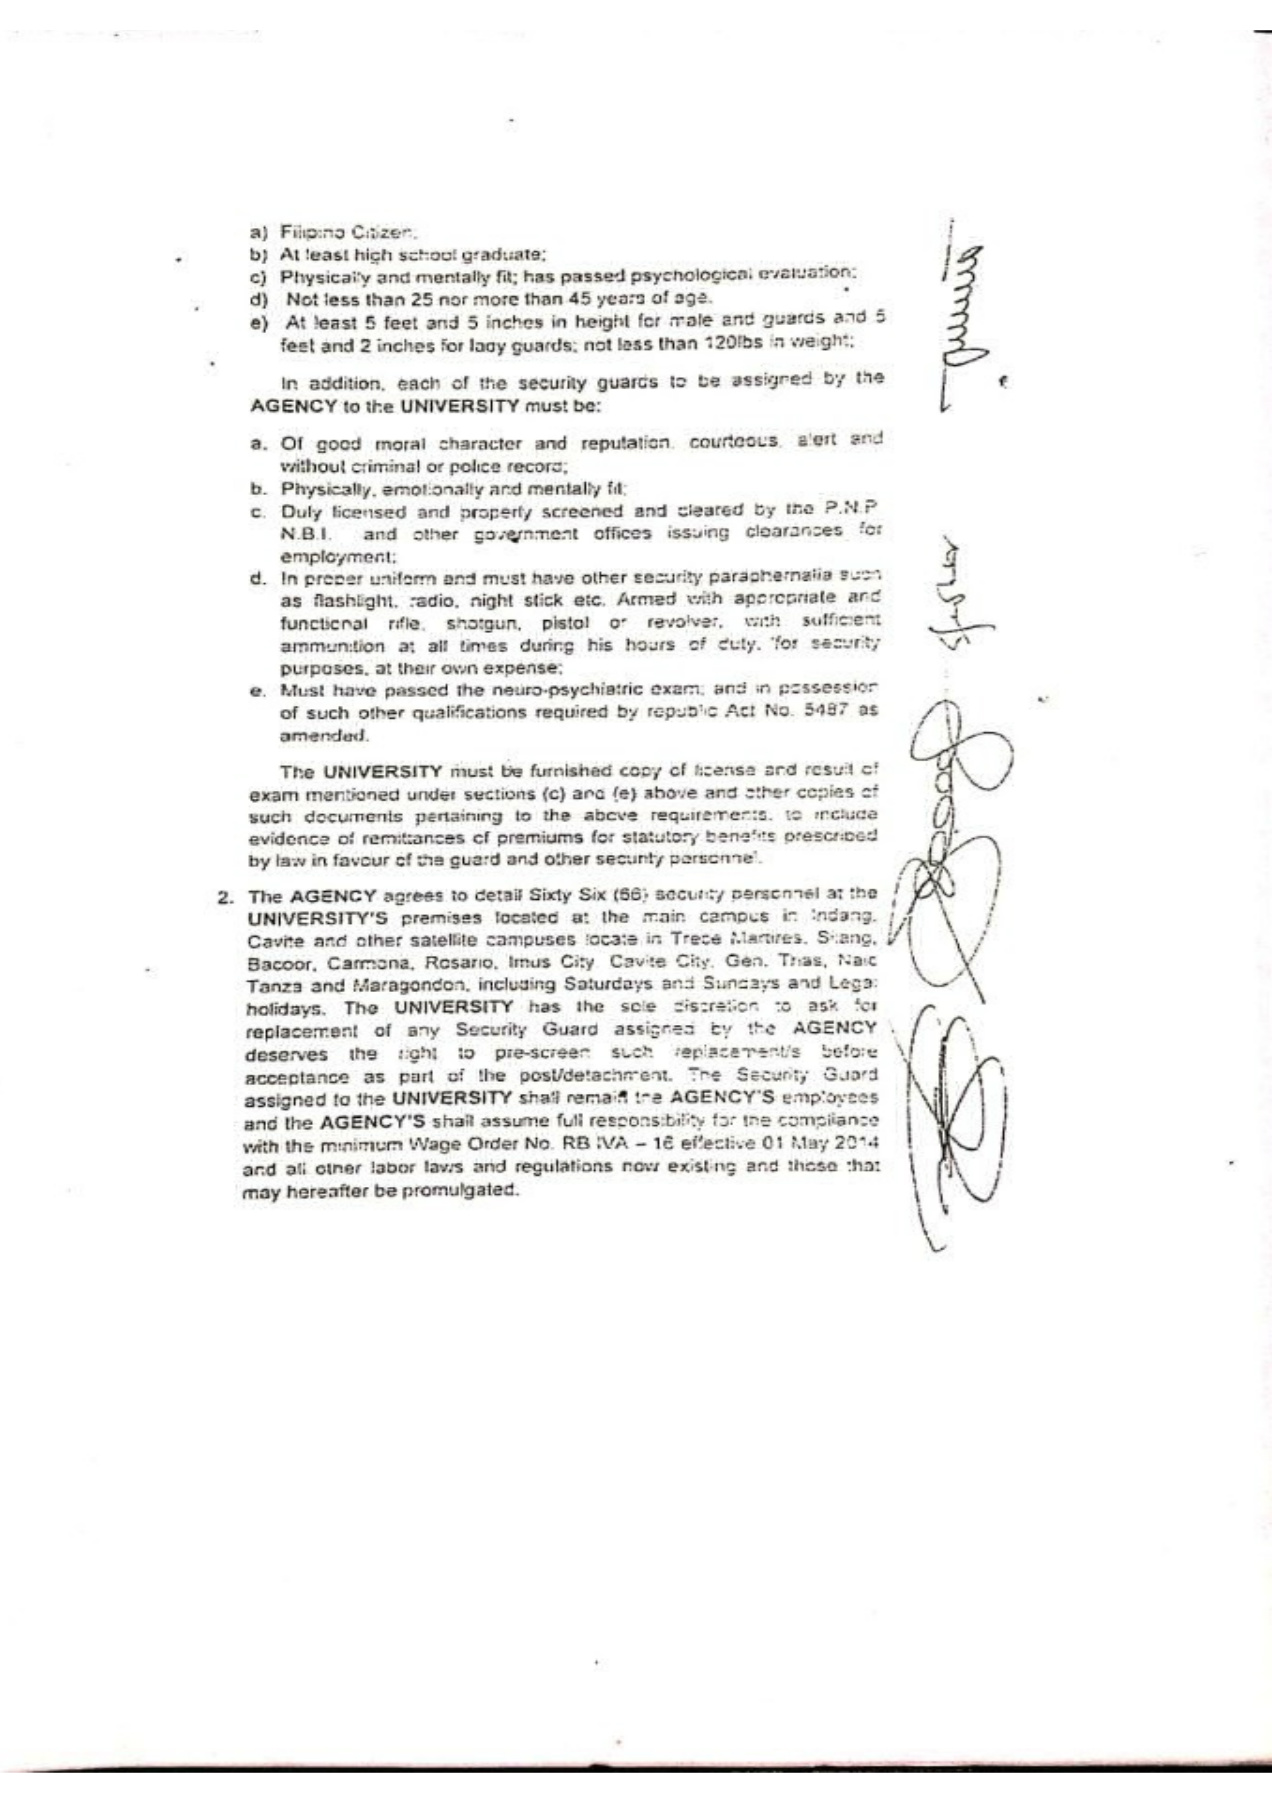 a) Filipino Citizen.
b) At least high school graduate;
c) Physically and mentally fit; has passed psychological evaluation;
d) Not less than 25 nor more than 45 years of age.
e) At least 5 feet and 5 inches in height for male and guards and 5
feet and 2 inches for lady guards; not less than 120lbs in weight;
In addition, each of the security guards to be assigned by the
AGENCY to the UNIVERSITY must be:
a. Of good moral character and reputation, courteous, alert and
without criminal or police record;
b. Physically, emotionally and mentally fit;
c. Duly licensed and properly screened and cleared by the P.N.P
N.B.I. and other government offices issuing clearances for
employment;
d. In proper uniform and must have other security paraphernalia such
as flashlight, radio, night stick etc. Armed with appropriate and
functional rifle, shotgun, pistol or revolver, with sufficient
ammunition at all times during his hours of duty, for security
purposes, at their own expense;
e. Must have passed the neuro-psychiatric exam; and in possession
of such other qualifications required by republic Act No. 5487 as
amended.
The UNIVERSITY must be furnished copy of license and result of
exam mentioned under sections (c) and (e) above and other copies of
such documents pertaining to the above requirements, to include
evidence of remittances of premiums for statutory benefits prescribed
by law in favour of the guard and other security personnel.
2. The AGENCY agrees to detail Sixty Six (66) security personnel at the
UNIVERSITY'S premises located at the main campus in Indang,
Cavite and other satellite campuses locate in Trece Martires, Silang,
Bacoor, Carmona, Rosario, Imus City, Cavite City, Gen. Trias, Naic
Tanza and Maragondon, including Saturdays and Sundays and Legal
holidays. The UNIVERSITY has the sole discretion to ask for
replacement of any Security Guard assigned by the AGENCY
deserves the right to pre-screen such replacement/s before
acceptance as part of the post/detachment. The Security Guard
assigned to the UNIVERSITY shall remain the AGENCY'S employees
and the AGENCY'S shall assume full responsibility for the compliance
with the minimum Wage Order No. RB IVA – 16 effective 01 May 2014
and all other labor laws and regulations now existing and those that
may hereafter be promulgated.